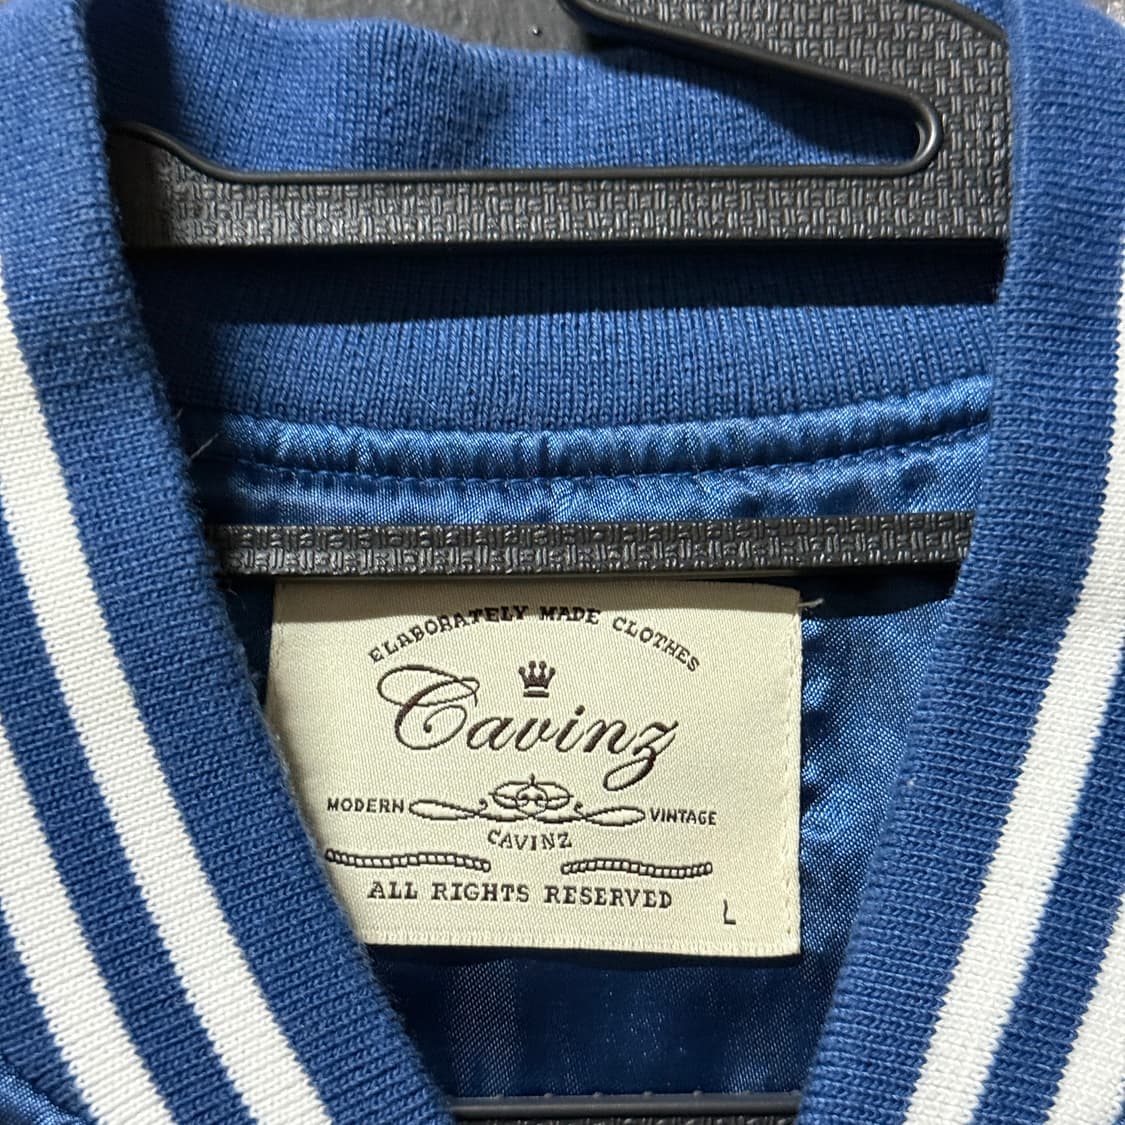 ELABORATELY MADE CLOTHES
Cavinz
MODERN VINTAGE
CAVINZ
ALL RIGHTS RESERVED
L